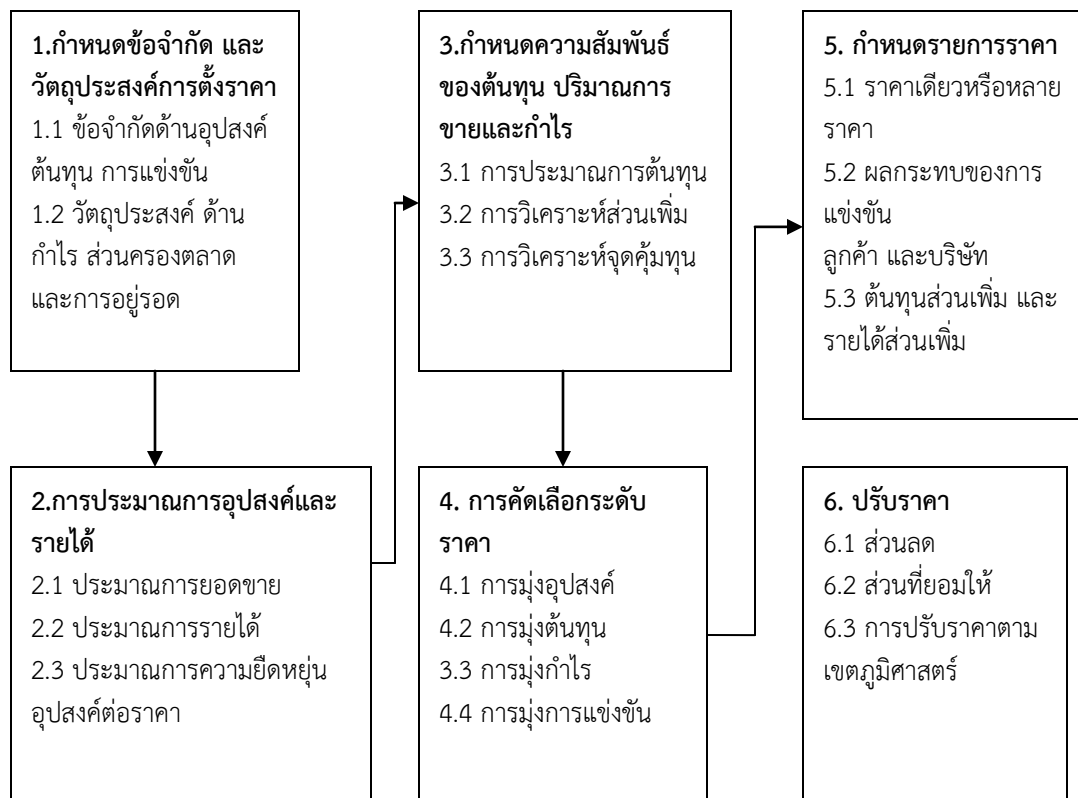 1.กำหนดข้อจำกัด และ
วัตถุประสงค์การตั้งราคา
1.1 ข้อจำกัดด้านอุปสงค์
ต้นทุน การแข่งขัน
1.2 วัตถุประสงค์ ด้าน
กำไร ส่วนครองตลาด
และการอยู่รอด
2.การประมาณการอุปสงค์และ
รายได้
2.1 ประมาณการยอดขาย
2.2 ประมาณการรายได้
2.3 ประมาณการความยืดหยุ่น
อุปสงค์ต่อราคา
3.กำหนดความสัมพันธ์
ของต้นทุน ปริมาณการ
ขายและกำไร
3.1 การประมาณการต้นทุน
3.2 การวิเคราะห์ส่วนเพิ่ม
3.3 การวิเคราะห์จุดคุ้มทุน
4. การคัดเลือกระดับ
ราคา
4.1 การมุ่งอุปสงค์
4.2 การมุ่งต้นทุน
3.3 การมุ่งกำไร
4.4 การมุ่งการแข่งขัน
5. กำหนดรายการราคา
5.1 ราคาเดียวหรือหลาย
ราคา
5.2 ผลกระทบของการ
แข่งขัน
ลูกค้า และบริษัท
5.3 ต้นทุนส่วนเพิ่ม และ
รายได้ส่วนเพิ่ม
6. ปรับราคา
6.1 ส่วนลด
6.2 ส่วนที่ยอมให้
6.3 การปรับราคาตาม
เขตภูมิศาสตร์